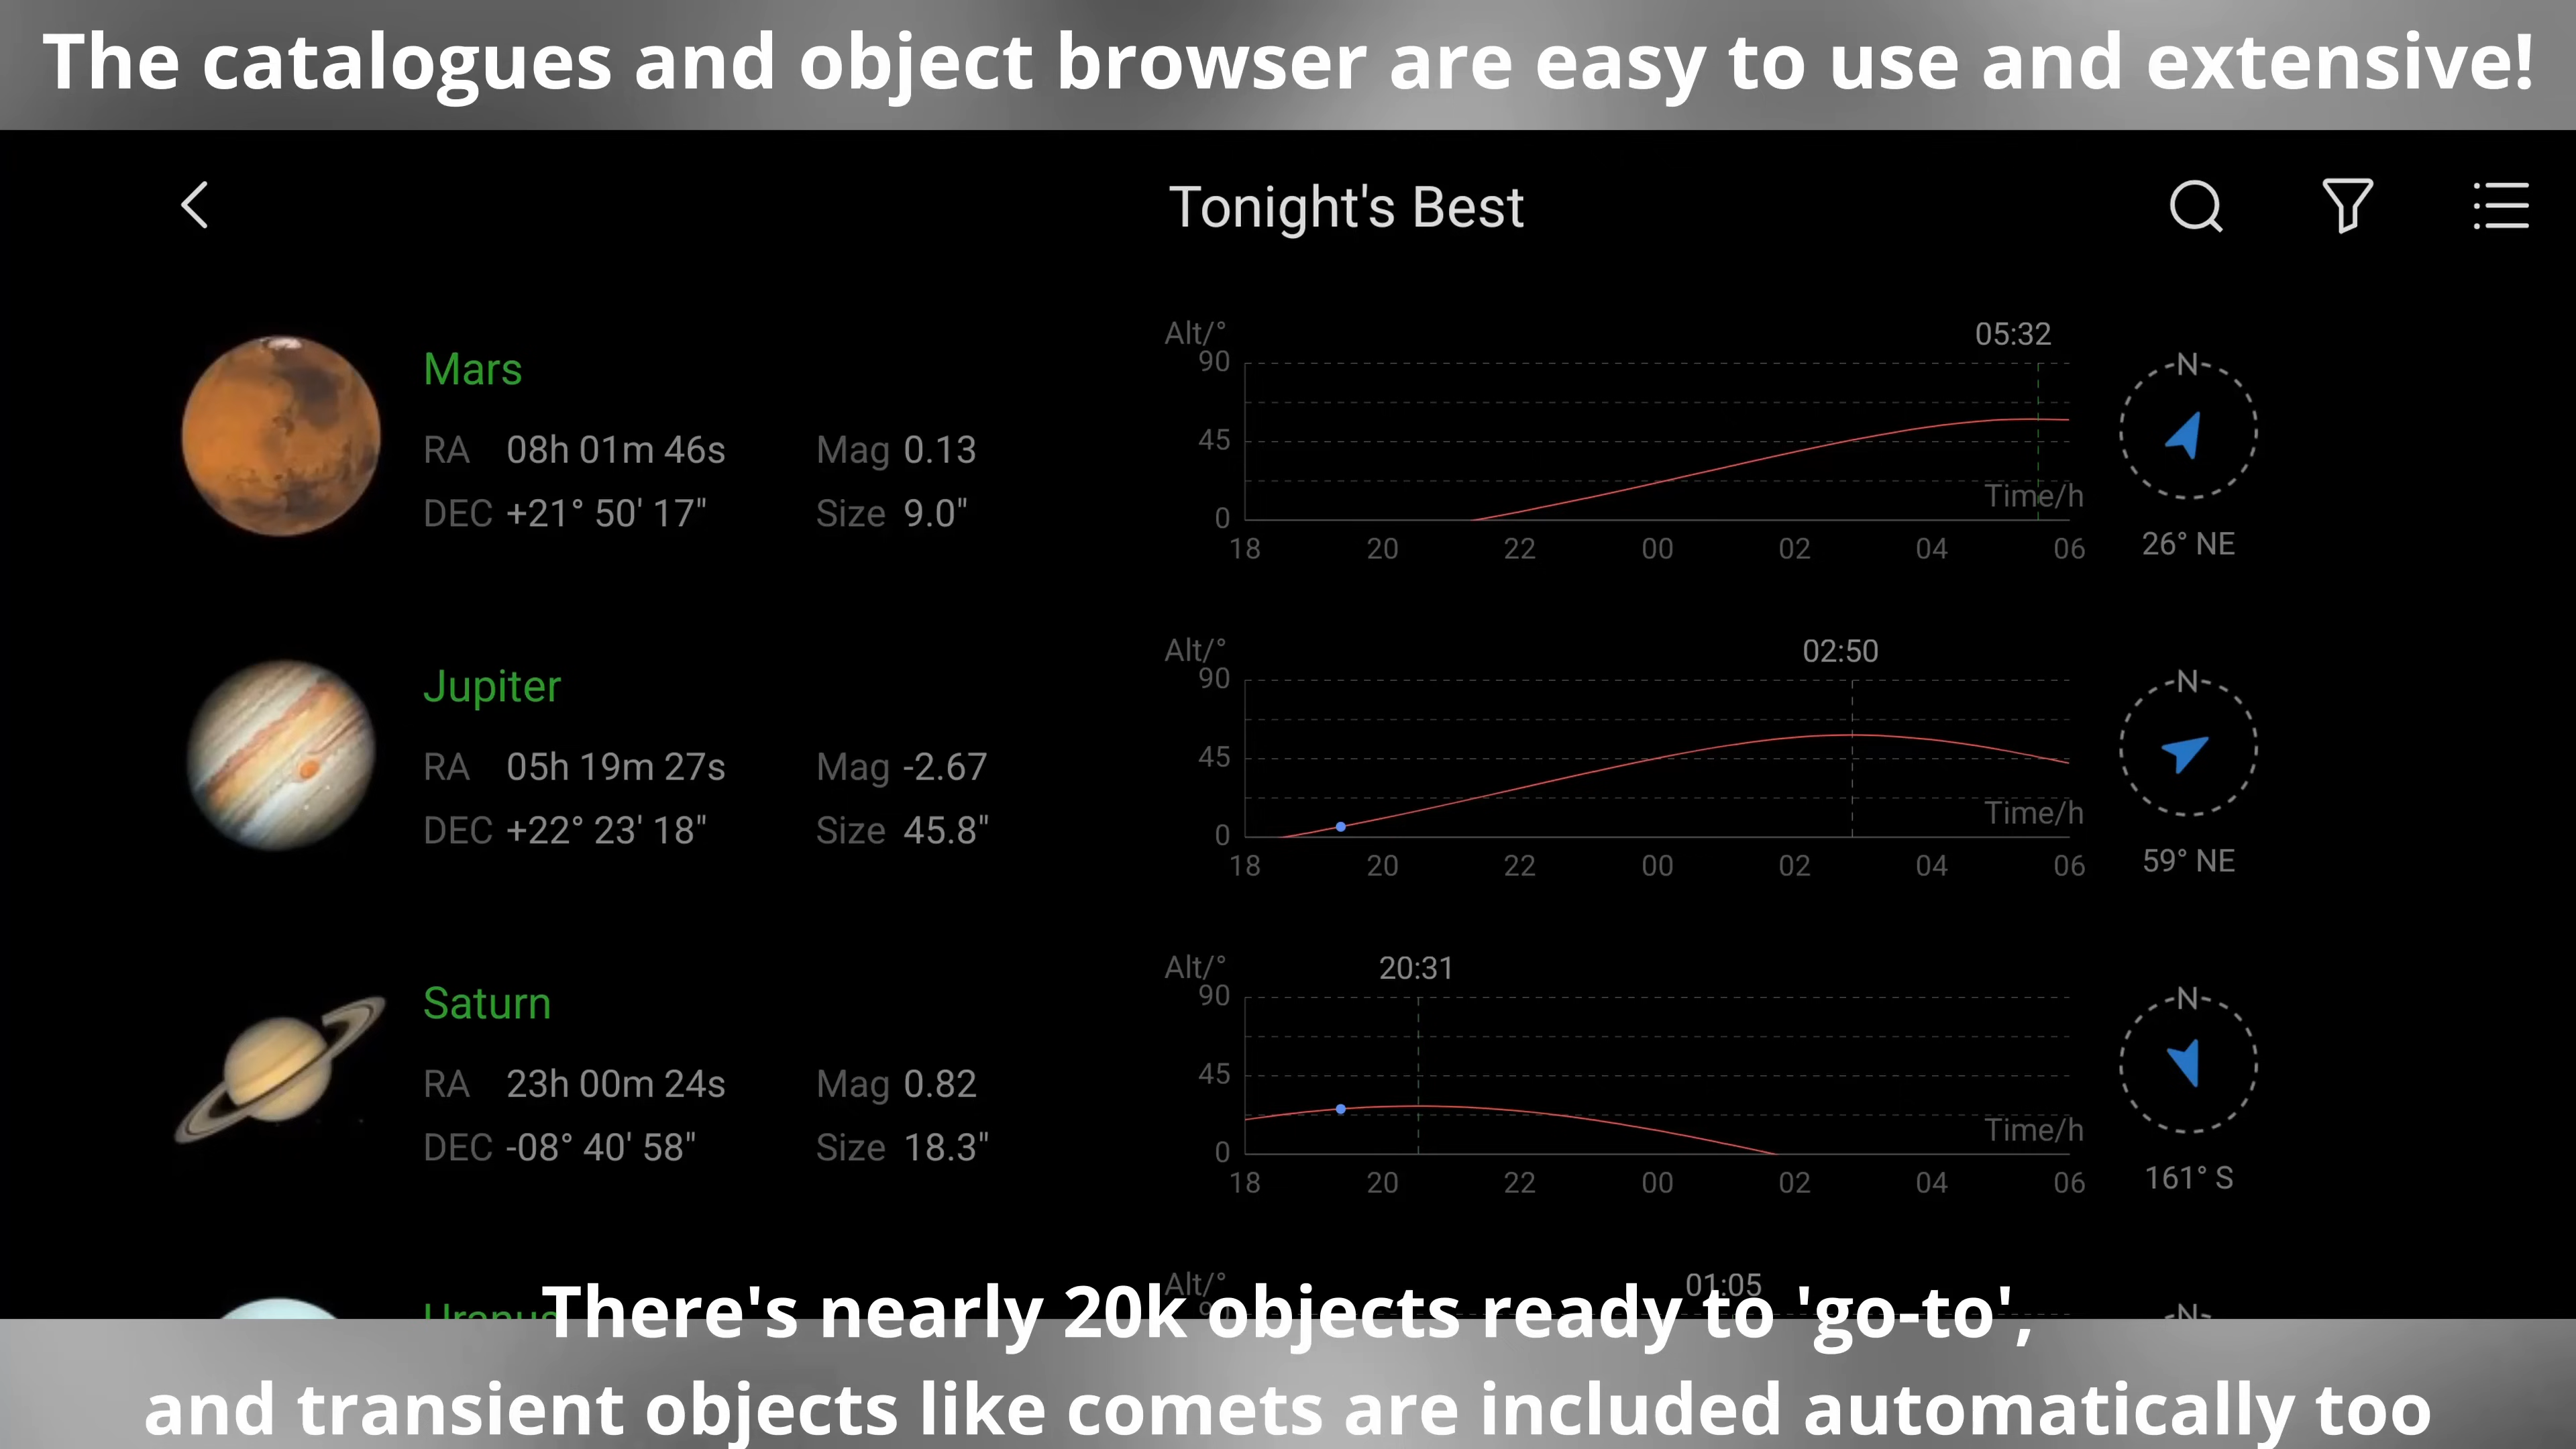 The catalogues and object browser are easy to use and extensive!
Tonight's Best
Mars
RA 08h 01m 46s Mag 0.13
DEC +21° 50' 17" Size 9.0"
Alt/° 05:32
90
45
0
Time/h
18 20 22 00 02 04 06
N
26° NE
Jupiter
RA 05h 19m 27s Mag -2.67
DEC +22° 23' 18" Size 45.8"
Alt/° 02:50
90
45
0
Time/h
18 20 22 00 02 04 06
N
59° NE
Saturn
RA 23h 00m 24s Mag 0.82
DEC -08° 40' 58" Size 18.3"
Alt/° 20:31
90
45
0
Time/h
18 20 22 00 02 04 06
N
161° S
Uranus
Alt/° 01:05
N
There's nearly 20k objects ready to 'go-to',
and transient objects like comets are included automatically too